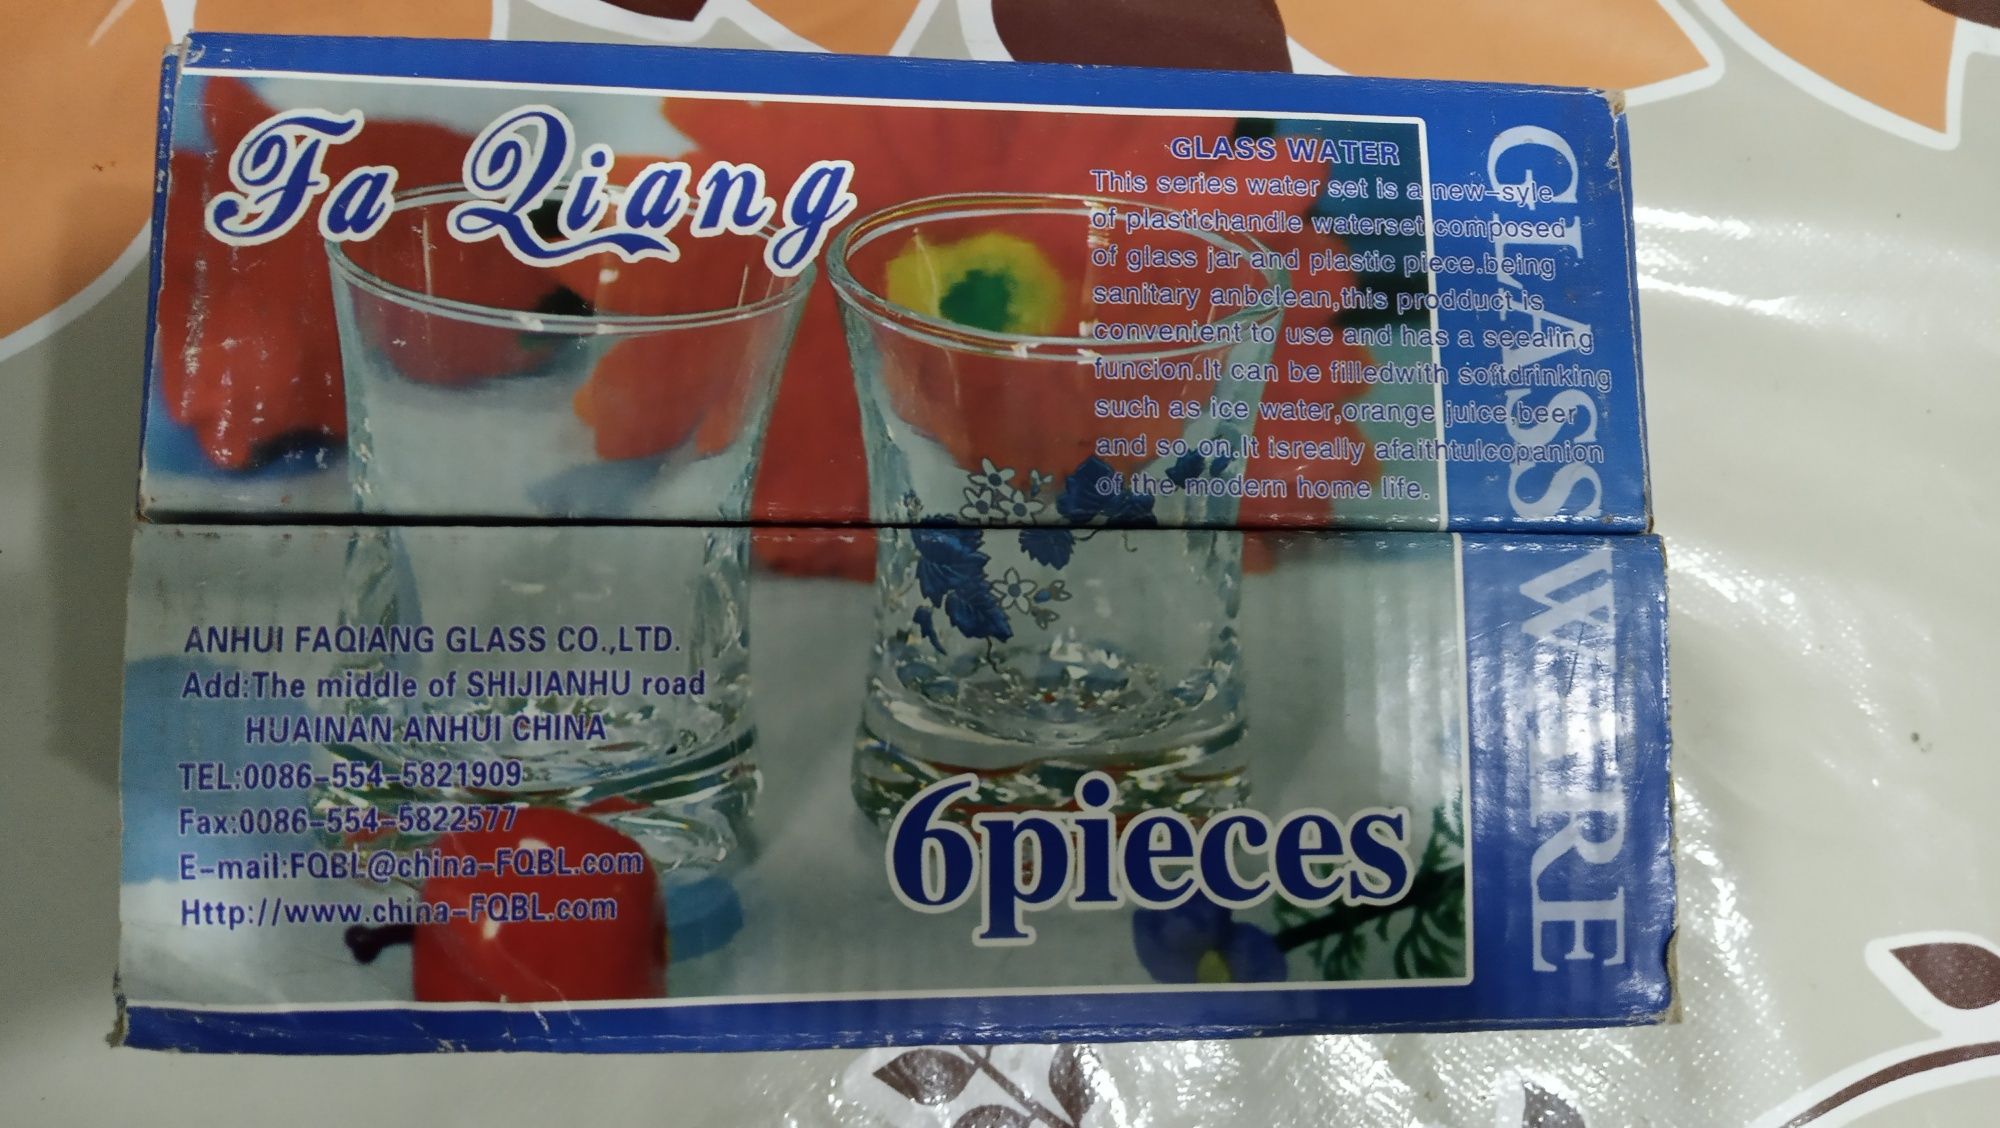 Fa Qiang
GLASS WATER
This series water set is a new-syle
of plastichandle waterset composed
of glass jar and plastic piece.being
sanitary anbclean,this prodduct is
convenient to use and has a seealing
funcion.It can be filledwith softdrinking
such as ice water,orange juice,beer
and so on.It isreally afaithtulcopanion
of the modern home life.
GLASSWARE
ANHUI FAQIANG GLASS CO.,LTD.
Add:The middle of SHIJIANHU road
HUAINAN ANHUI CHINA
TEL:0086-554-5821909
Fax:0086-554-5822577
E-mail:FQBL@china-FQBL.com
Http://www.china-FQBL.com
6pieces